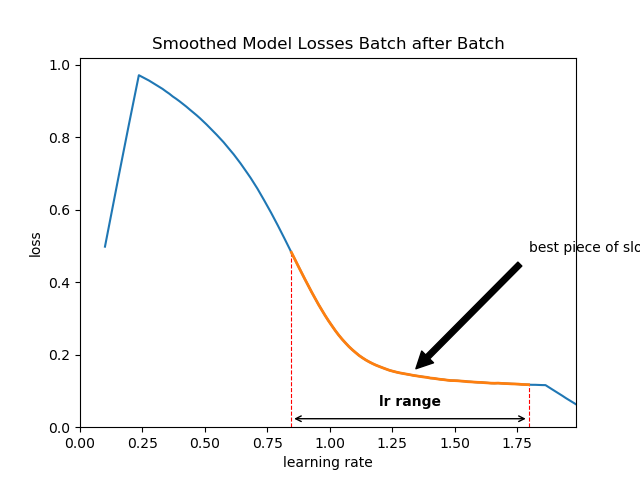 Smoothed Model Losses Batch after Batch
1.0
0.8
loss
0.6
best piece of slo
0.4
0.2
lr range
0.0
0.00 0.25 0.50 0.75 1.00 1.25 1.50 1.75
learning rate